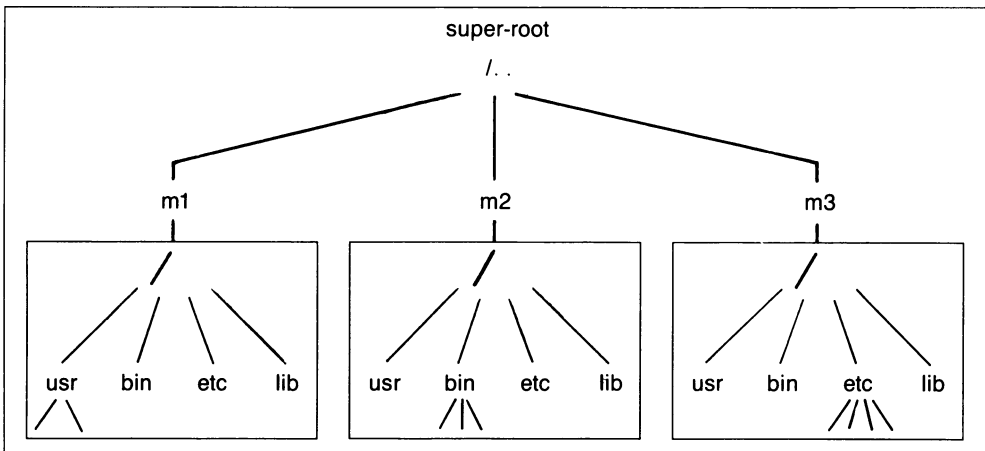 super-root
/. .
m1 m2 m3
/ / /
usr bin etc lib usr bin etc lib usr bin etc lib